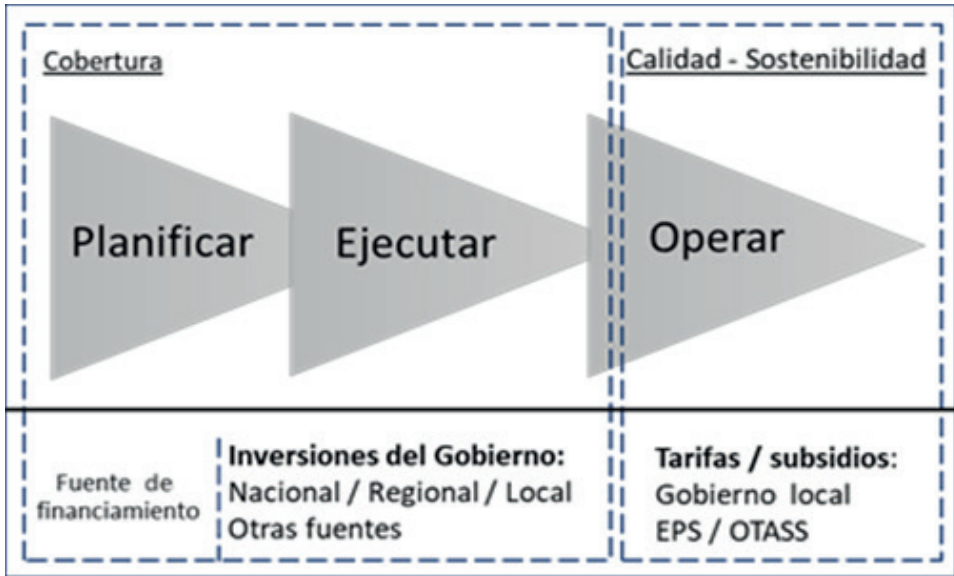 Cobertura
Calidad - Sostenibilidad
Planificar
Ejecutar
Operar
Fuente de
financiamiento
Inversiones del Gobierno:
Nacional / Regional / Local
Otras fuentes
Tarifas / subsidios:
Gobierno local
EPS / OTASS